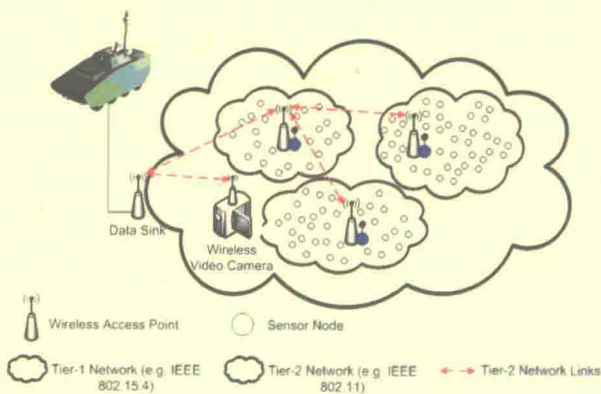 Data Sink
Wireless
Video Camera
Wireless Access Point
Sensor Node
Tier-1 Network (e.g. IEEE
802.15.4)
Tier-2 Network (e.g. IEEE
802.11)
Tier-2 Network Links